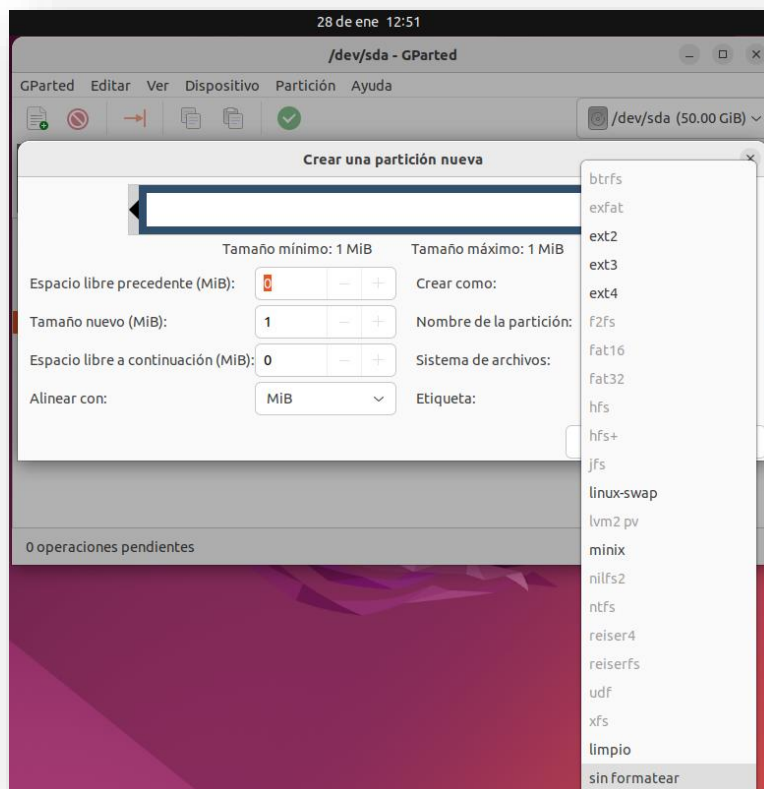 28 de ene 12:51
/dev/sda - GParted
GParted Editar Ver Dispositivo Partición Ayuda
/dev/sda (50.00 GiB)
Crear una partición nueva
Tamaño mínimo: 1 MiB Tamaño máximo: 1 MiB
Espacio libre precedente (MiB): 0 Crear como:
Tamaño nuevo (MiB): 1 Nombre de la partición:
Espacio libre a continuación (MiB): 0 Sistema de archivos:
Alinear con: MiB Etiqueta:
btrfs
exfat
ext2
ext3
ext4
f2fs
fat16
fat32
hfs
hfs+
jfs
linux-swap
lvm2 pv
minix
nilfs2
ntfs
reiser4
reiserfs
udf
xfs
limpio
sin formatear
0 operaciones pendientes